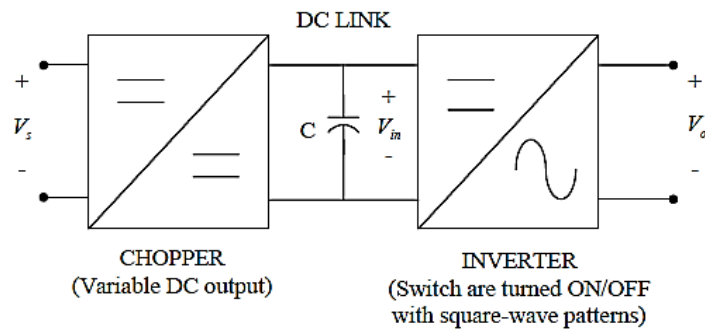 DC LINK
+
V_s
-
C
+
V_in
-
+
V_o
-
CHOPPER
(Variable DC output)
INVERTER
(Switch are turned ON/OFF
with square-wave patterns)